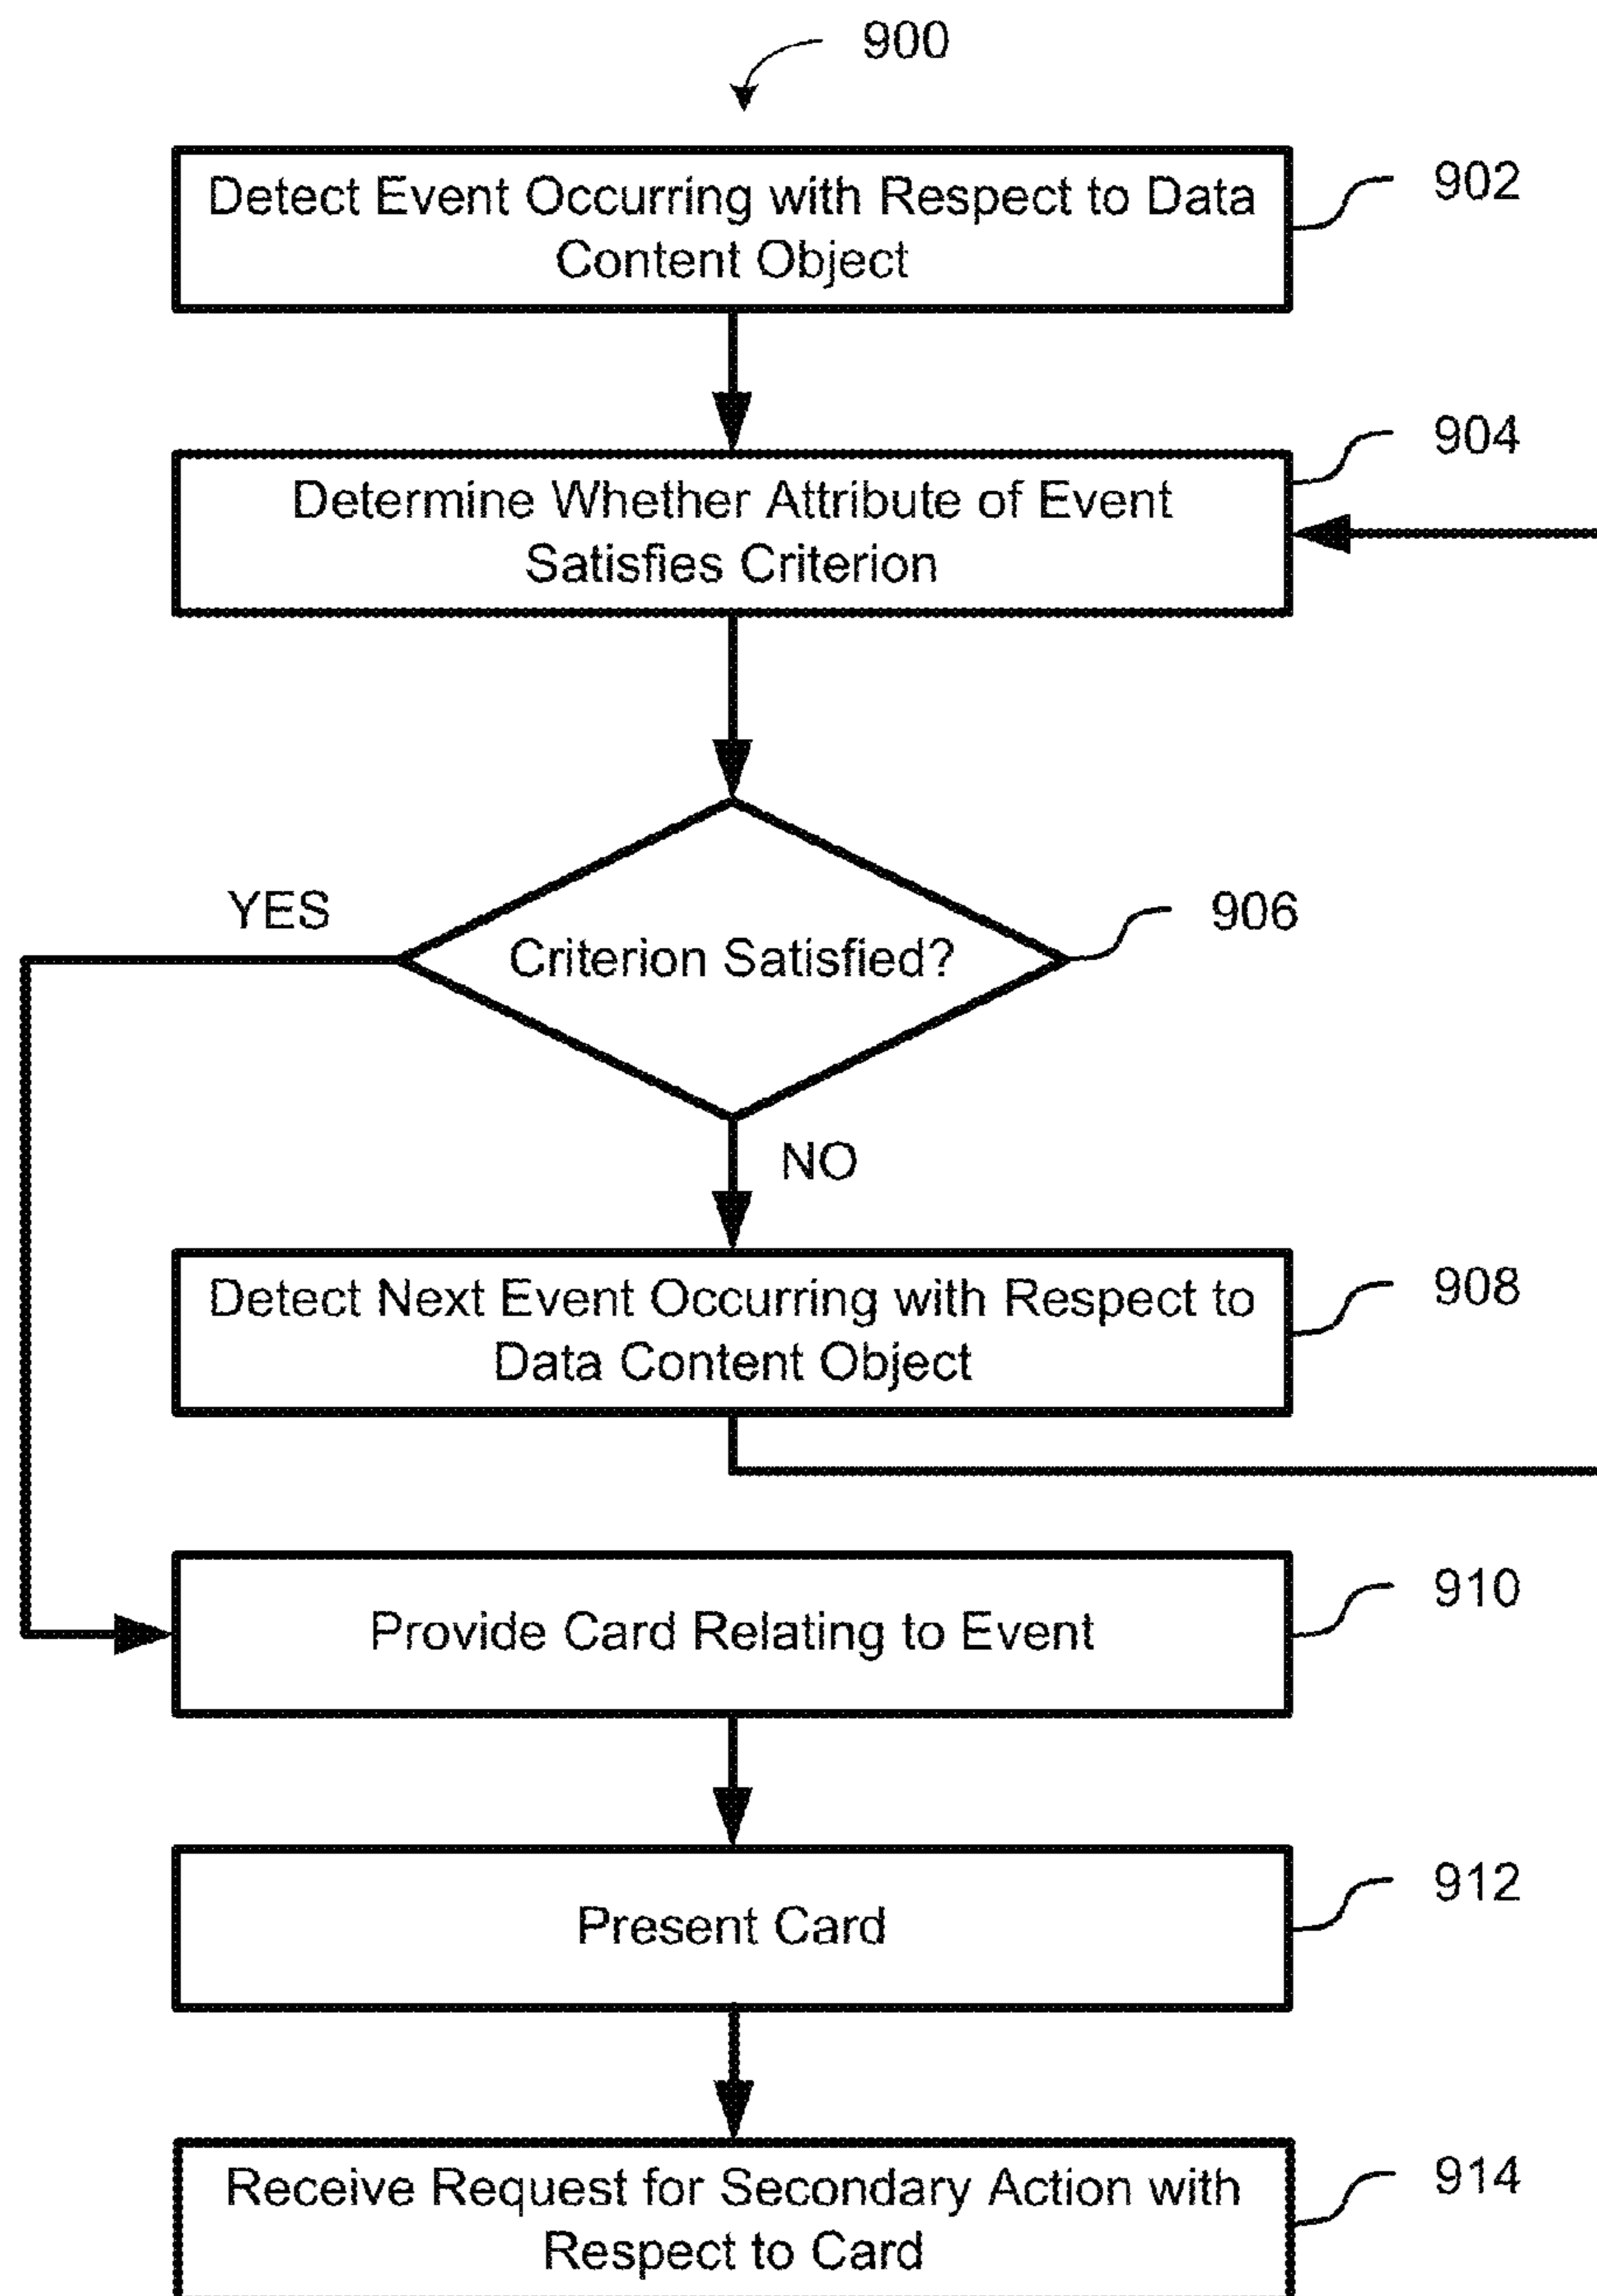 900
Detect Event Occurring with Respect to Data
Content Object
902
Determine Whether Attribute of Event
Satisfies Criterion
904
YES
Criterion Satisfied?
906
NO
Detect Next Event Occurring with Respect to
Data Content Object
908
Provide Card Relating to Event
910
Present Card
912
Receive Request for Secondary Action with
Respect to Card
914